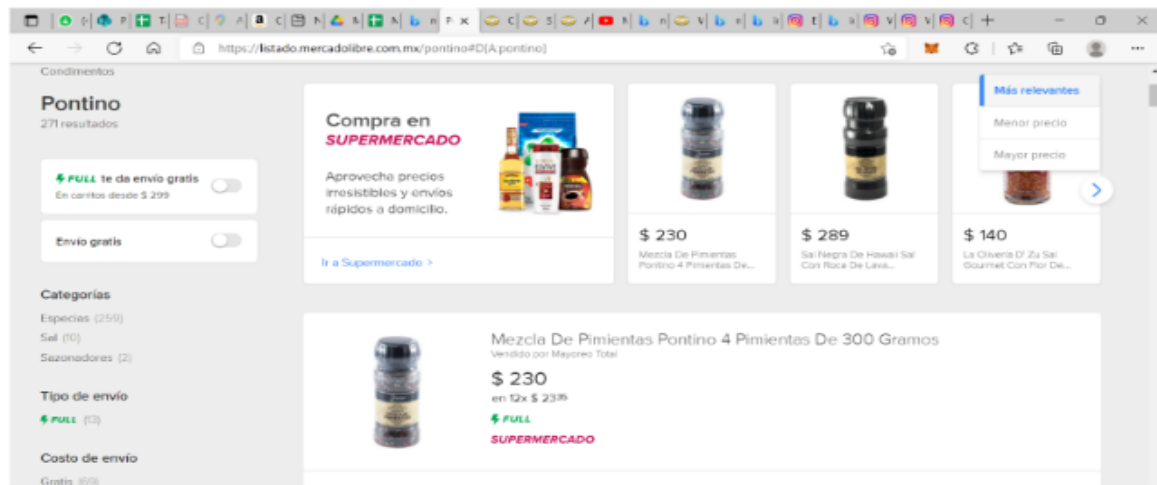 https://listado.mercadolibre.com.mx/pontino#D[A:pontino]
Condimentos
Pontino
271 resultados
FULL te da envío gratis
En carritos desde $ 299
Envío gratis
Categorías
Especias (259)
Sal (10)
Sazonadores (2)
Tipo de envío
FULL (13)
Costo de envío
Gratis (69)
Compra en
SUPERMERCADO
Aprovecha precios
irresistibles y envíos
rápidos a domicilio.
Ir a Supermercado >
$ 230
Mezcla De Pimientas
Pontino 4 Pimientas De...
$ 289
Sal Negra De Hawaii Sal
Con Roca De Lava...
$ 140
La Olivería D' Zu Sal
Gourmet Con Flor De...
Más relevantes
Menor precio
Mayor precio
Mezcla De Pimientas Pontino 4 Pimientas De 300 Gramos
Vendido por Mayoreo Total
$ 230
en 12x $ 23
FULL
SUPERMERCADO